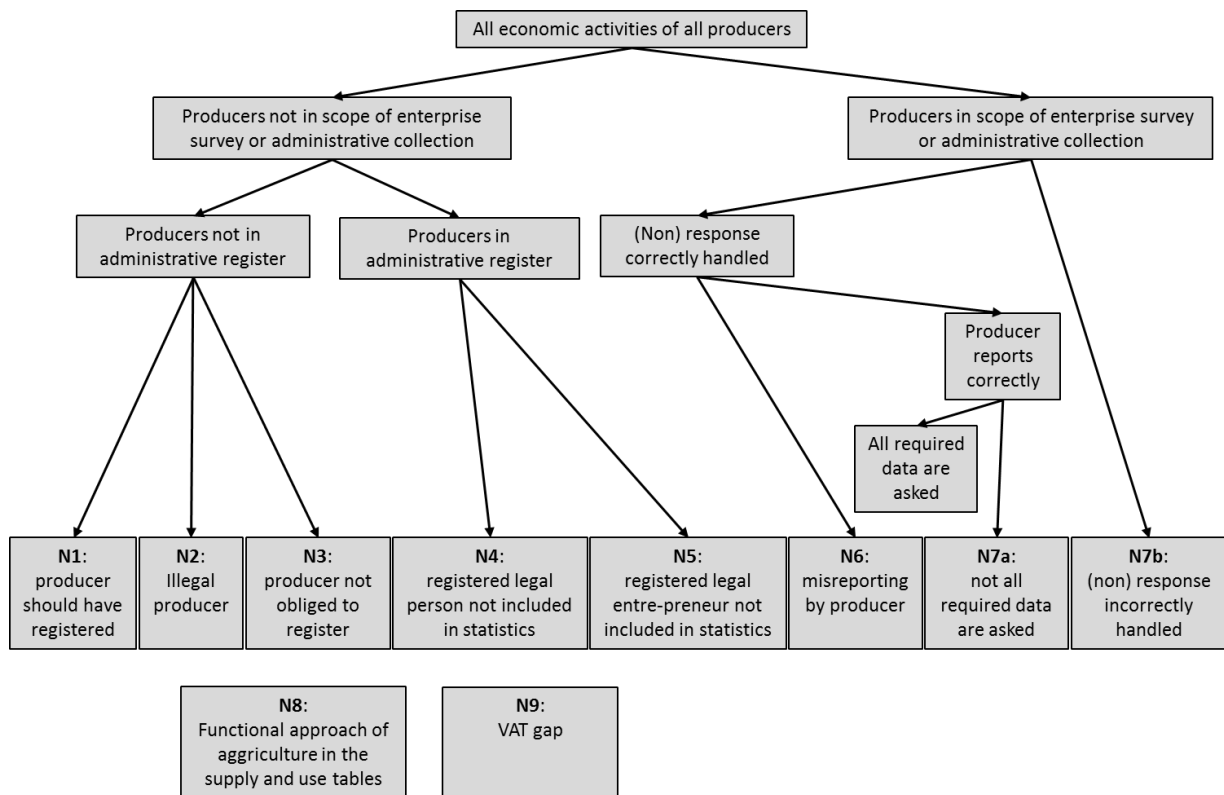 All economic activities of all producers
Producers not in scope of enterprise
survey or administrative collection
Producers in scope of enterprise survey
or administrative collection
Producers not in
administrative register
Producers in
administrative register
(Non) response
correctly handled
Producer
reports
correctly
All required
data are
asked
N1:
producer
should have
registered
N2:
Illegal
producer
N3:
producer not
obliged to
register
N4:
registered legal
person not included
in statistics
N5:
registered legal
entre-preneur not
included in statistics
N6:
misreporting
by producer
N7a:
not all
required data
are asked
N7b:
(non) response
incorrectly
handled
N8:
Functional approach of
aggriculture in the
supply and use tables
N9:
VAT gap